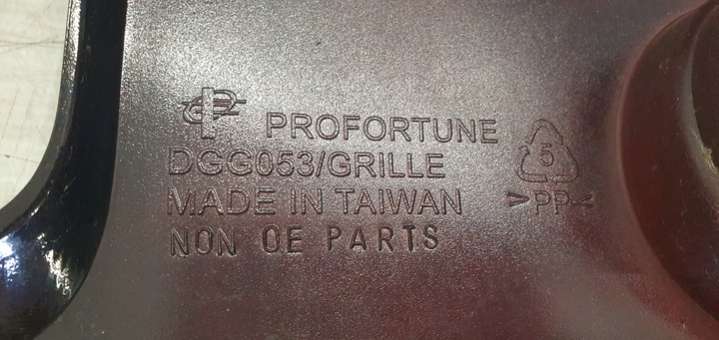 PROFORTUNE
DGG053/GRILLE
MADE IN TAIWAN
NON OE PARTS
5
>PP<